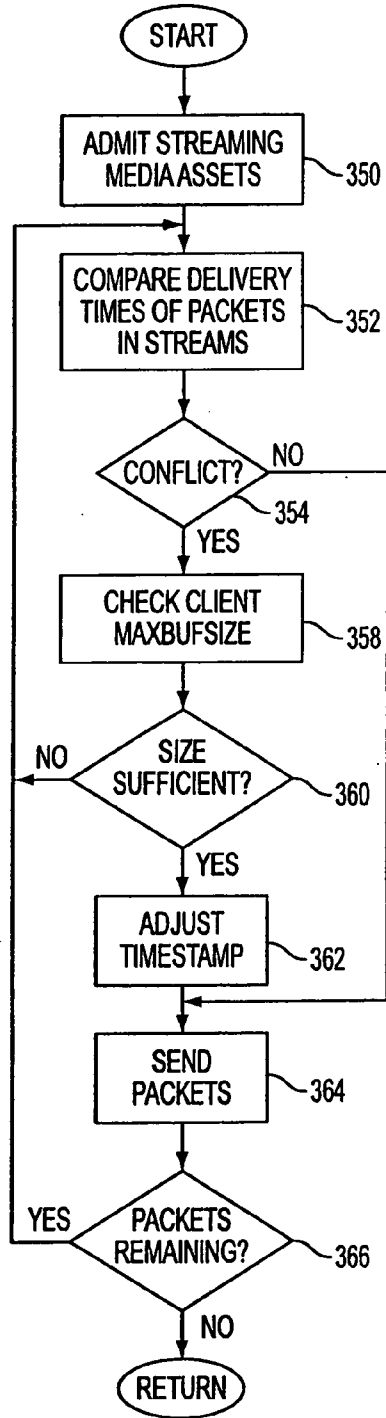 START
ADMIT STREAMING
MEDIA ASSETS
350
COMPARE DELIVERY
TIMES OF PACKETS
IN STREAMS
352
CONFLICT?
NO
354
YES
CHECK CLIENT
MAXBUFSIZE
358
NO
SIZE
SUFFICIENT?
360
YES
ADJUST
TIMESTAMP
362
SEND
PACKETS
364
YES
PACKETS
REMAINING?
366
NO
RETURN